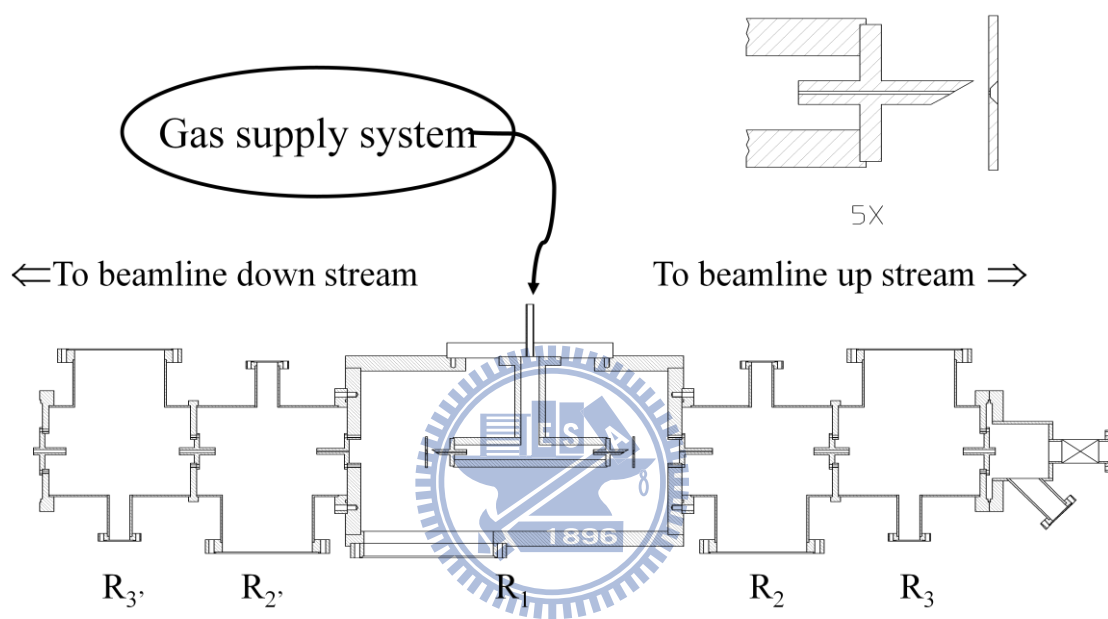 Gas supply system
5X
⇐To beamline down stream
To beamline up stream ⇒
E S A
1896
R3’
R2’
R1
R2
R3